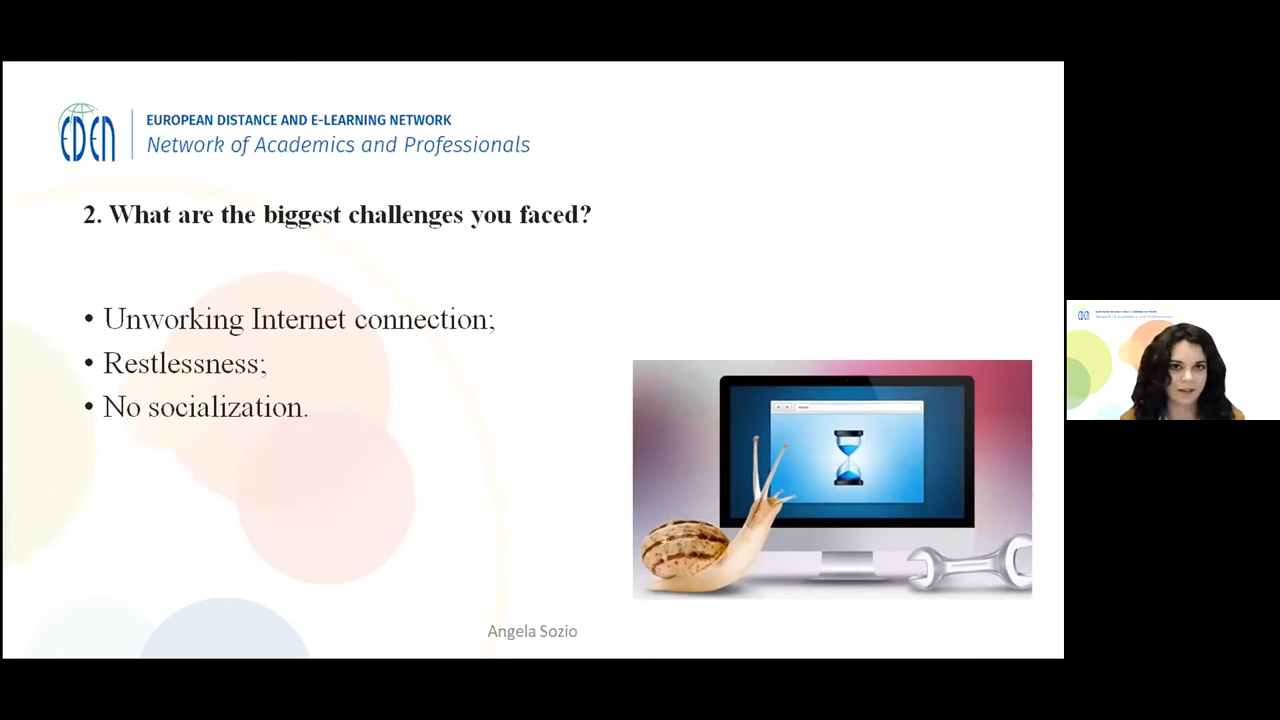 EDEN
EUROPEAN DISTANCE AND E-LEARNING NETWORK
Network of Academics and Professionals
2. What are the biggest challenges you faced?
• Unworking Internet connection;
• Restlessness;
• No socialization.
Angela Sozio